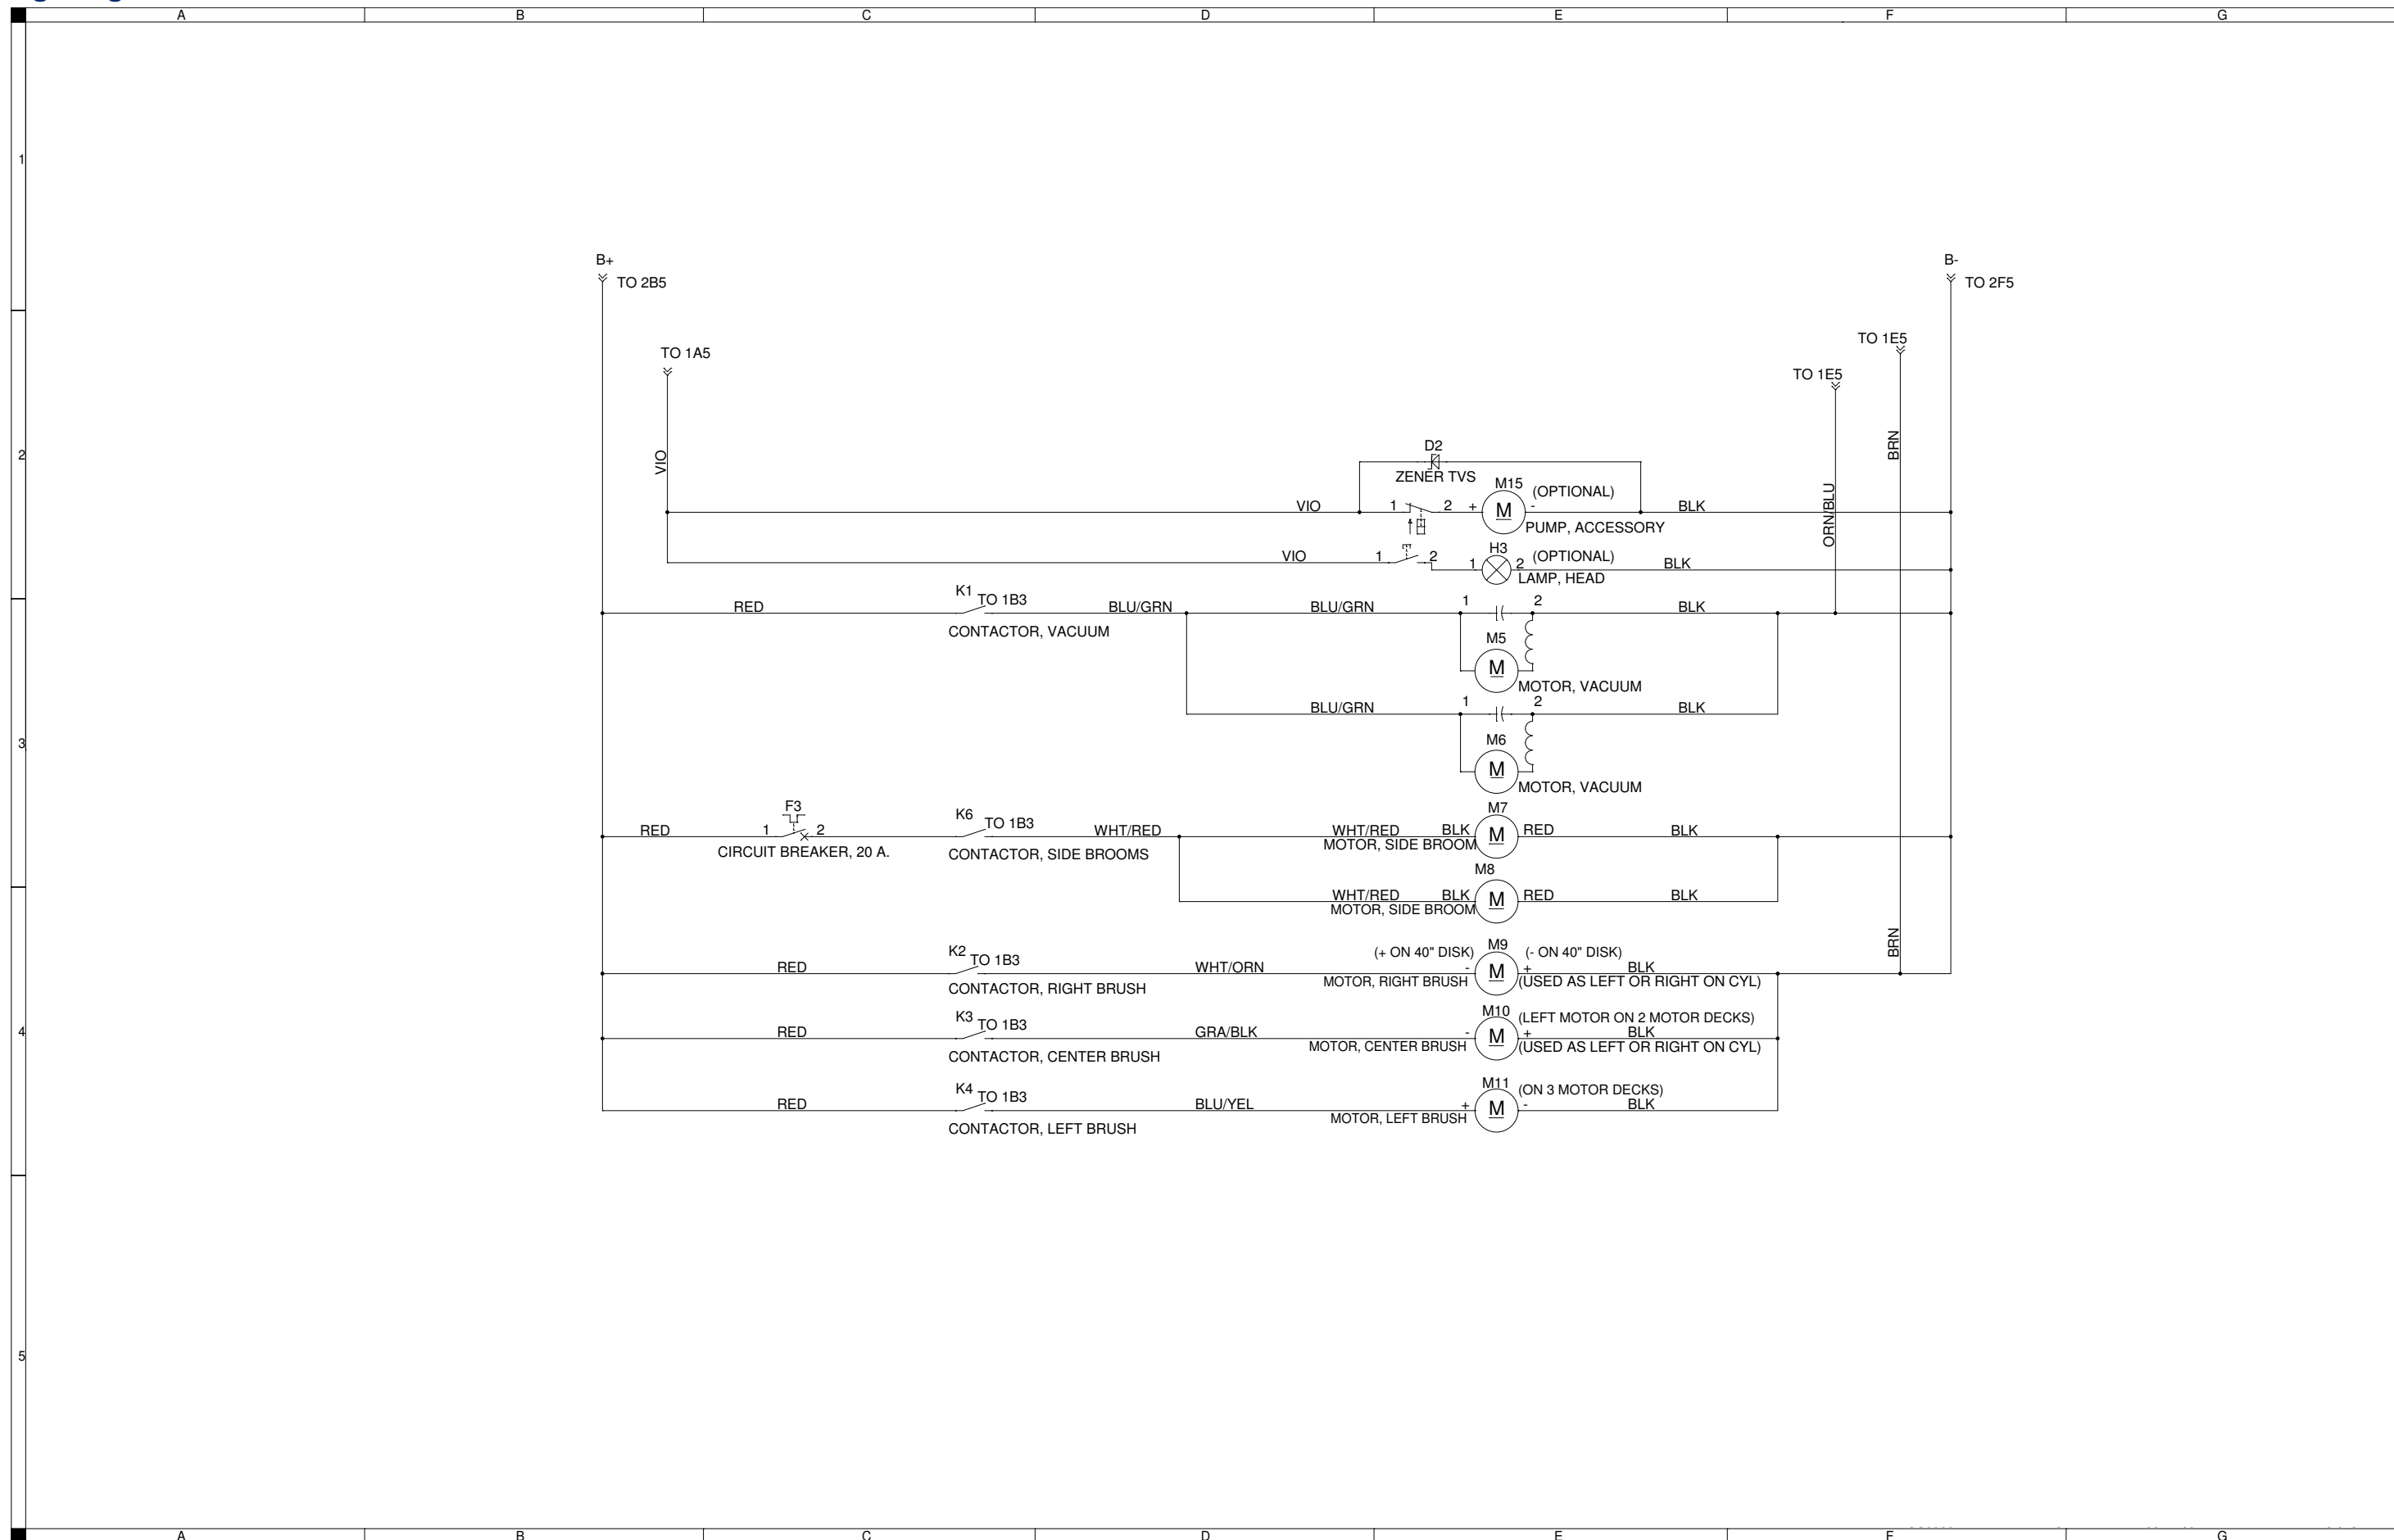 A B C D E F G
1
B+ B-
TO 2B5 TO 2F5
TO 1E5
TO 1A5
TO 1E5
VIO BRN
2
D2
ZENER TVS
M15 (OPTIONAL)
ORN/BLU
VIO 1 2 + M - BLK
PUMP, ACCESSORY
H3 (OPTIONAL)
VIO 1 2 1 2 BLK
LAMP, HEAD
K1 TO 1B3
RED BLU/GRN BLU/GRN 1 2 BLK
CONTACTOR, VACUUM
M5
M
MOTOR, VACUUM
BLU/GRN 1 2 BLK
3
M6
M
MOTOR, VACUUM
F3 K6 TO 1B3 M7
RED 1 2 WHT/RED WHT/RED BLK M RED BLK
MOTOR, SIDE BROOM
CIRCUIT BREAKER, 20 A. CONTACTOR, SIDE BROOMS
M8
WHT/RED BLK M RED BLK
MOTOR, SIDE BROOM
BRN
K2 TO 1B3 (+ ON 40" DISK) M9 (- ON 40" DISK)
RED WHT/ORN - M + BLK
CONTACTOR, RIGHT BRUSH MOTOR, RIGHT BRUSH (USED AS LEFT OR RIGHT ON CYL)
K3 TO 1B3 M10 (LEFT MOTOR ON 2 MOTOR DECKS)
4
RED GRA/BLK - M + BLK
CONTACTOR, CENTER BRUSH MOTOR, CENTER BRUSH (USED AS LEFT OR RIGHT ON CYL)
K4 TO 1B3 M11 (ON 3 MOTOR DECKS)
RED BLU/YEL + M - BLK
CONTACTOR, LEFT BRUSH MOTOR, LEFT BRUSH
5
A B C D E F G